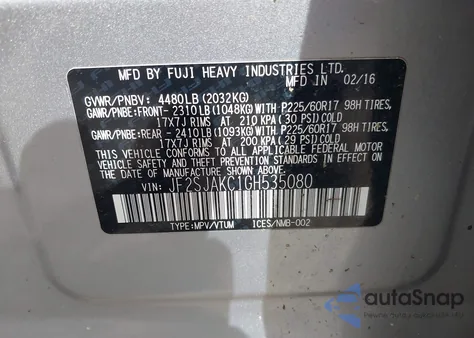 MFD BY FUJI HEAVY INDUSTRIES LTD.
MFD IN 02/16
GVWR/PNBV: 4480LB(2032KG)
GAWR/PNBE:FRONT- 2310LB(1048KG)WITH P225/60R17 98H TIRES,
17X7J RIMS AT 210 KPA (30 PSI) COLD
GAWR/PNBE:REAR - 2410LB(1093KG)WITH P225/60R17 98H TIRES,
17X7J RIMS AT 200 KPA (29 PSI) COLD
THIS VEHICLE CONFORMS TO ALL APPLICABLE FEDERAL MOTOR
VEHICLE SAFETY, BUMPER, AND THEFT PREVENTION STANDARDS
IN EFFECT ON THE DATE OF MANUFACTURE SHOWN ABOVE.
VIN: JF2SJAKC1GH535080
TYPE:MPV/VTUM ICES/NMB-002
autoSnap
www.autosnap.us